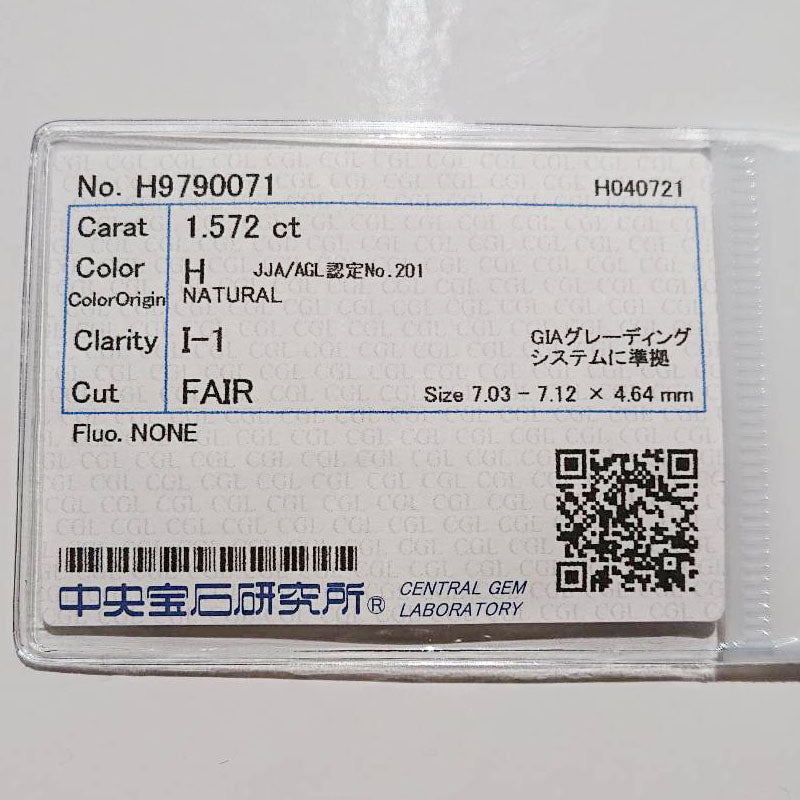 No. H9790071 H040721
Carat 1.572 ct
Color H JJA/AGL認定No.201
ColorOrigin NATURAL
Clarity I-1 GIAグレーディング
システムに準拠
Cut FAIR Size 7.03 - 7.12 × 4.64 mm
Fluo. NONE
中央宝石研究所® CENTRAL GEM
LABORATORY